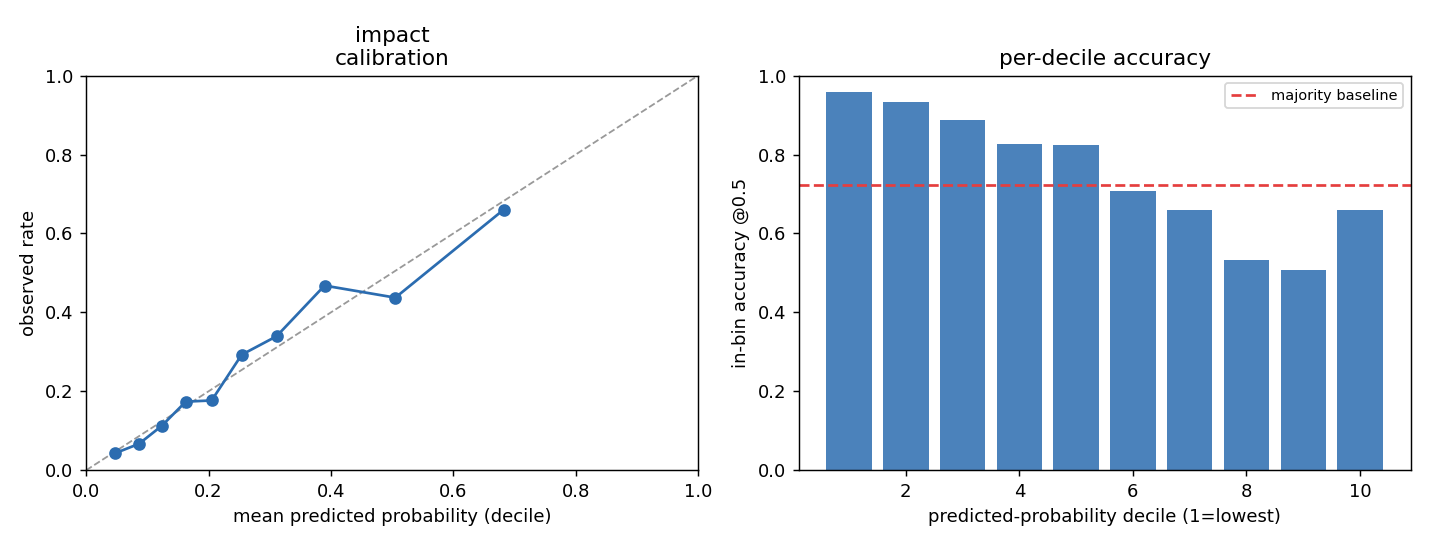 impact
calibration
1.0
0.8
0.6
0.4
0.2
0.0
observed rate
0.0 0.2 0.4 0.6 0.8 1.0
mean predicted probability (decile)
per-decile accuracy
majority baseline
1.0
0.8
0.6
0.4
0.2
0.0
in-bin accuracy @0.5
2 4 6 8 10
predicted-probability decile (1=lowest)